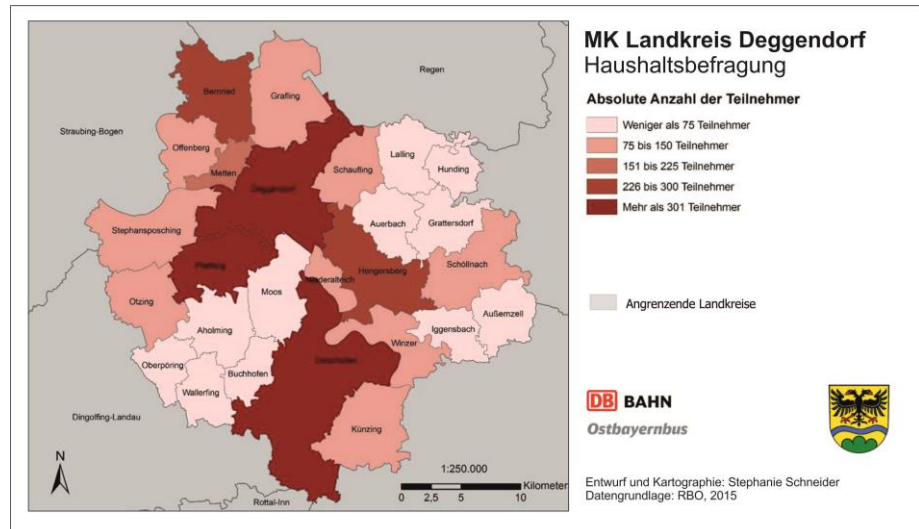 MK Landkreis Deggendorf
Haushaltsbefragung
Absolute Anzahl der Teilnehmer
Weniger als 75 Teilnehmer
75 bis 150 Teilnehmer
151 bis 225 Teilnehmer
226 bis 300 Teilnehmer
Mehr als 301 Teilnehmer
Angrenzende Landkreise
DB BAHN
Ostbayernbus
Entwurf und Kartographie: Stephanie Schneider
Datengrundlage: RBO, 2015
Regen
Bernried
Grafling
Straubing-Bogen
Offenberg
Metten
Schaufling
Lalling
Hunding
Deggendorf
Auerbach
Grattersdorf
Stephansposching
Hengersberg
Schöllnach
Moos
Otzing
Außernzell
Aholming
Iggensbach
Winzer
Oberpöring
Buchhofen
Wallerfing
Dingolfing-Landau
Künzing
Rottal-Inn
N
1:250.000
Kilometer
0 2,5 5 10